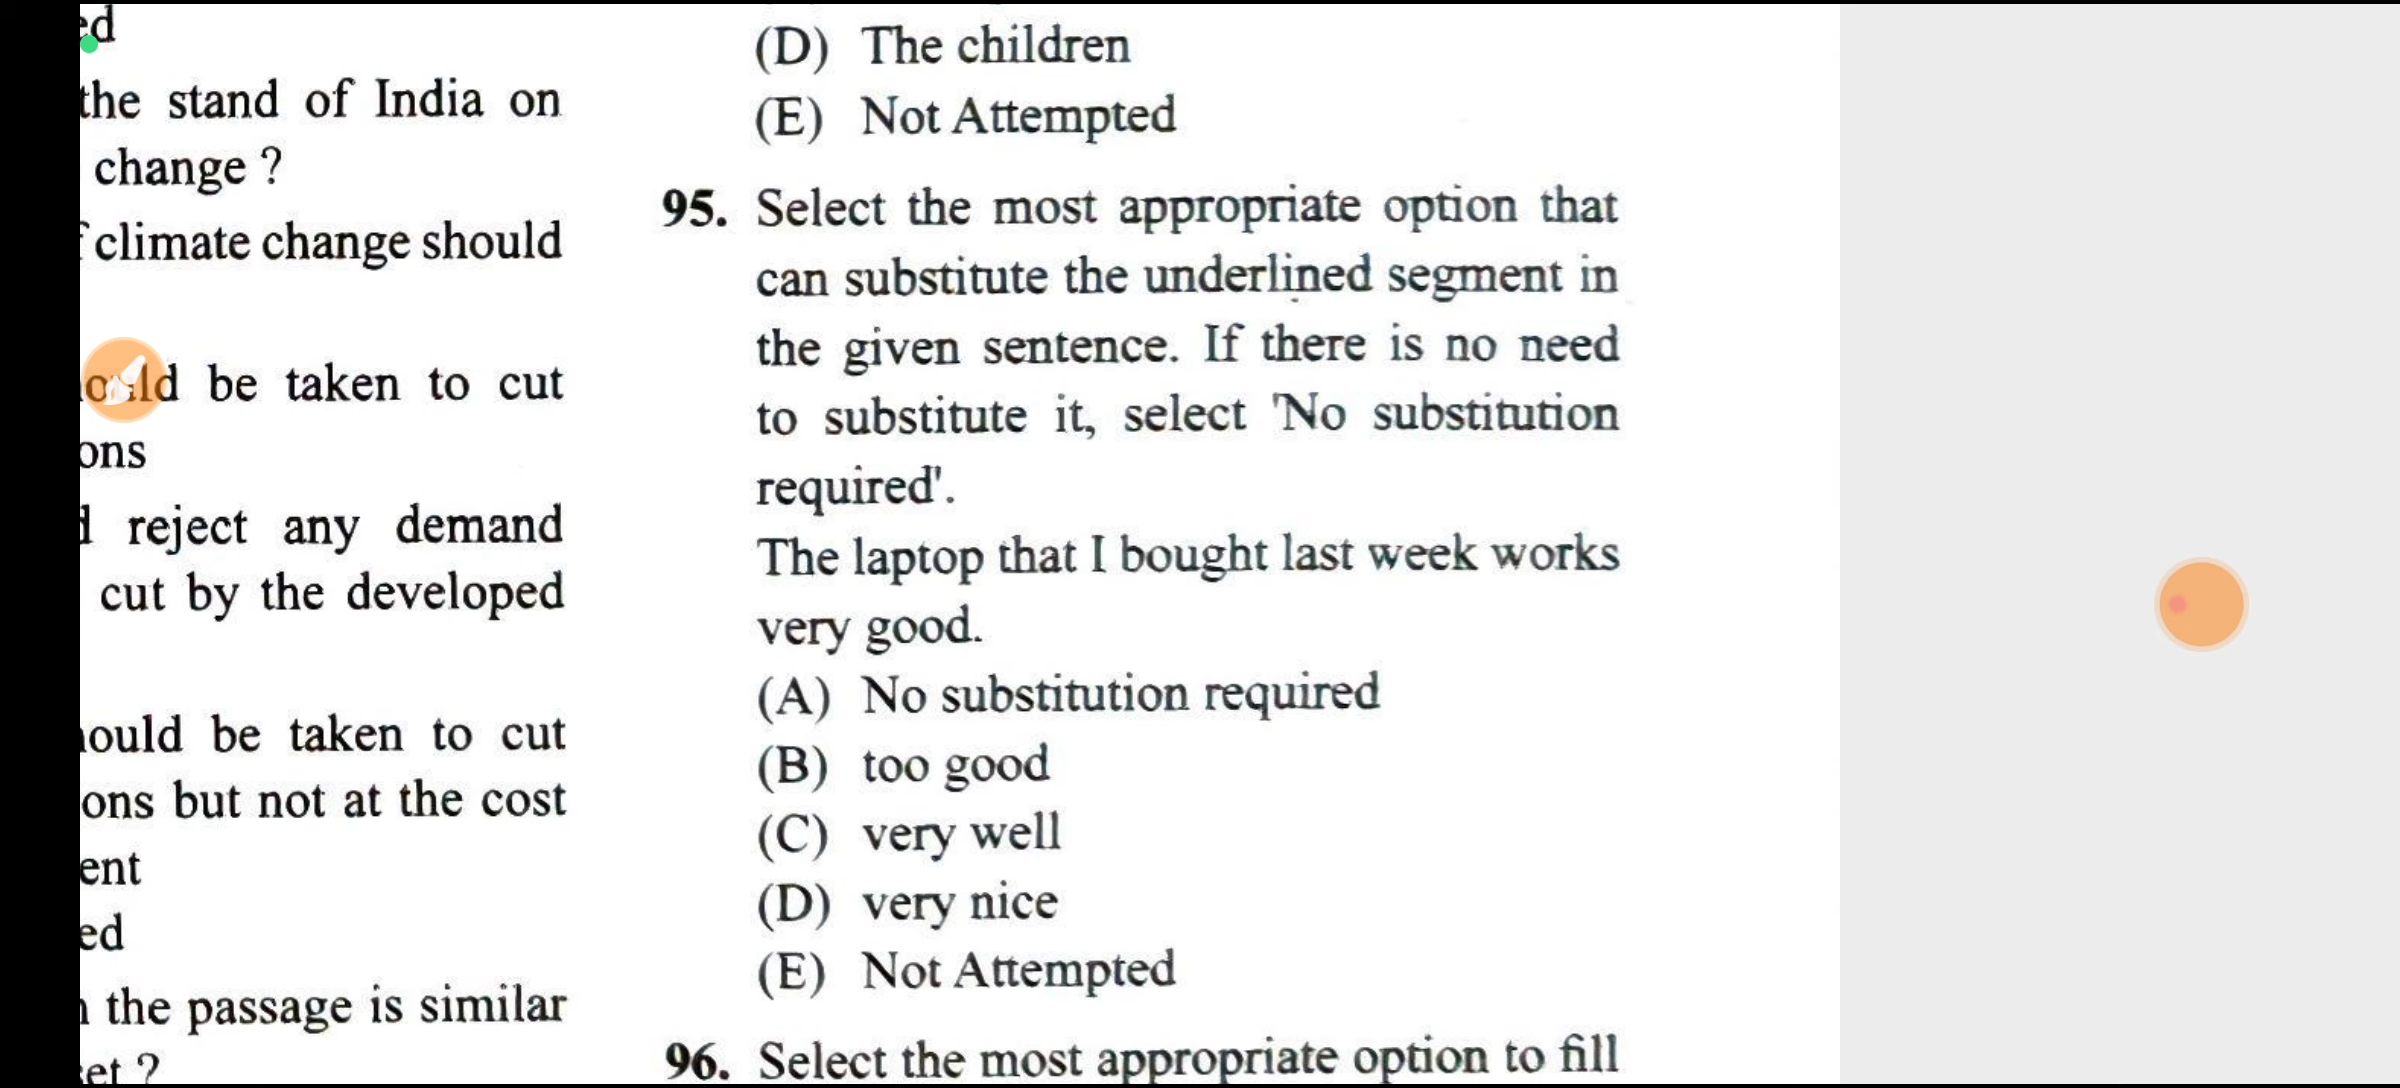 ed
the stand of India on
change ?
f climate change should
ould be taken to cut
ons
d reject any demand
cut by the developed
hould be taken to cut
ons but not at the cost
ent
ed
n the passage is similar
et ?
(D) The children
(E) Not Attempted
95. Select the most appropriate option that
can substitute the underlined segment in
the given sentence. If there is no need
to substitute it, select 'No substitution
required'.
The laptop that I bought last week works
very good.
(A) No substitution required
(B) too good
(C) very well
(D) very nice
(E) Not Attempted
96. Select the most appropriate option to fill